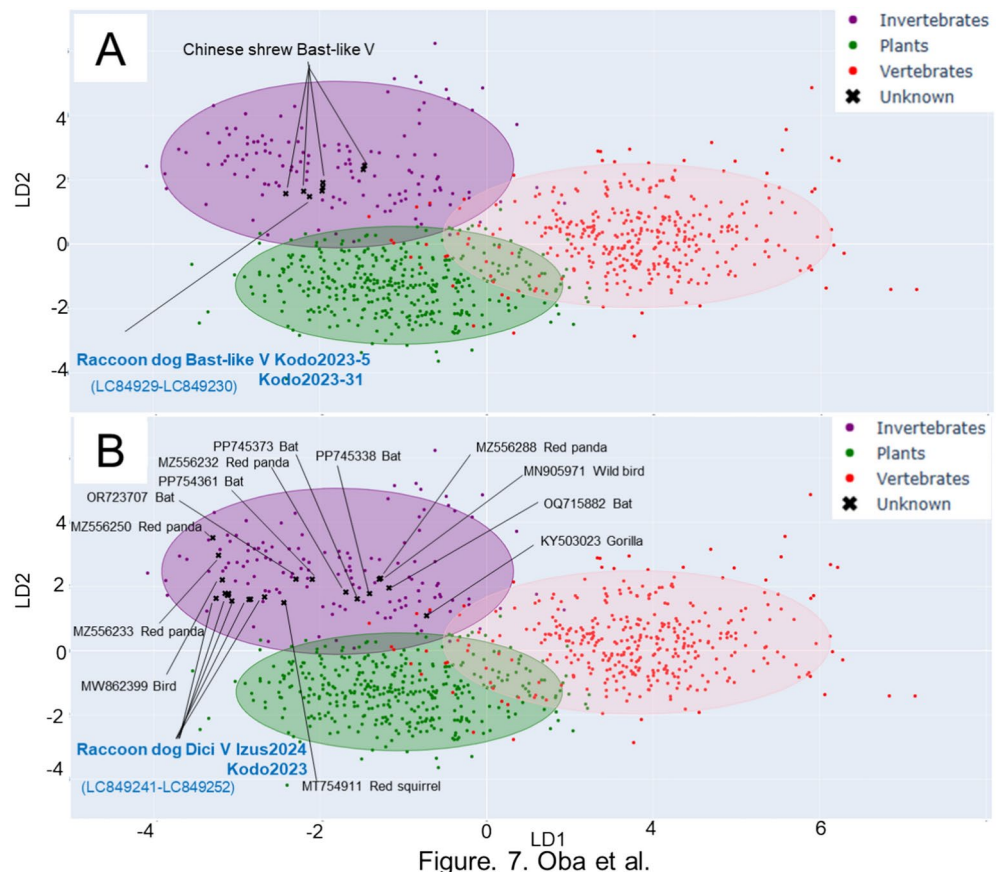 A
Chinese shrew Bast-like V
Invertebrates
Plants
Vertebrates
Unknown
LD2
4
2
0
-2
-4
Raccoon dog Bast-like V Kodo2023-5
Kodo2023-31
(LC84929-LC849230)
B
Invertebrates
Plants
Vertebrates
Unknown
PP745373 Bat
MZ556232 Red panda
PP745338 Bat
MZ556288 Red panda
PP754361 Bat
MN905971 Wild bird
OR723707 Bat
OQ715882 Bat
MZ556250 Red panda
KY503023 Gorilla
LD2
4
2
0
-2
-4
MZ556233 Red panda
MW862399 Bird
Raccoon dog Dici V Izus2024
Kodo2023
(LC849241-LC849252)
MT754911 Red squirrel
-4
-2
0
4
6
LD1
Figure. 7. Oba et al.